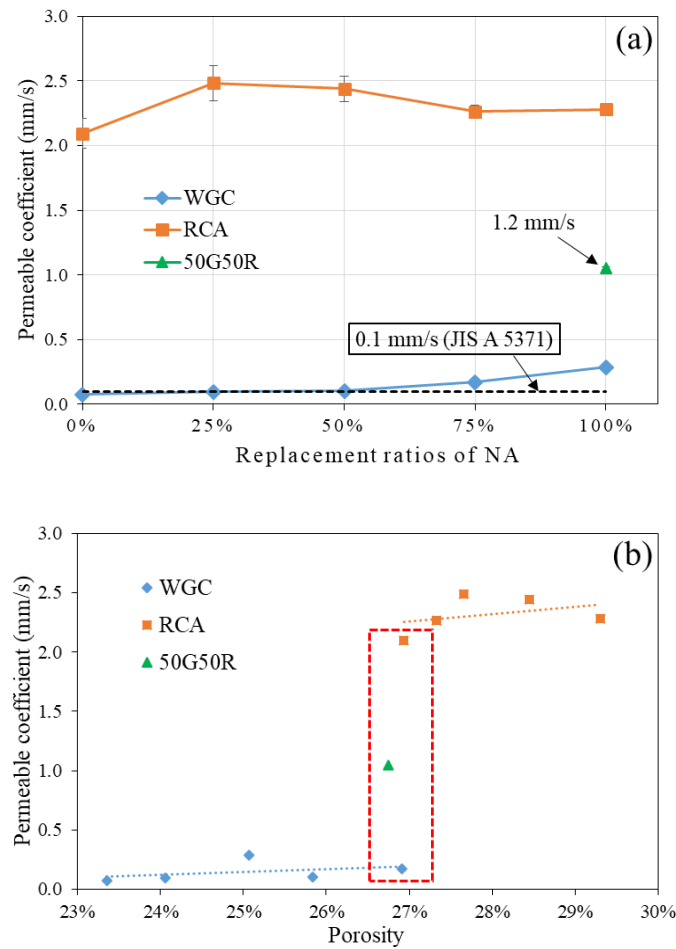 (a)
3.0
2.5
2.0
1.5
1.0
0.5
0.0
Permeable coefficient (mm/s)
WGC
RCA
50G50R
1.2 mm/s
0.1 mm/s (JIS A 5371)
0% 25% 50% 75% 100%
Replacement ratios of NA
(b)
3.0
2.5
2.0
1.5
1.0
0.5
0.0
Permeable coefficient (mm/s)
WGC
RCA
50G50R
23% 24% 25% 26% 27% 28% 29% 30%
Porosity